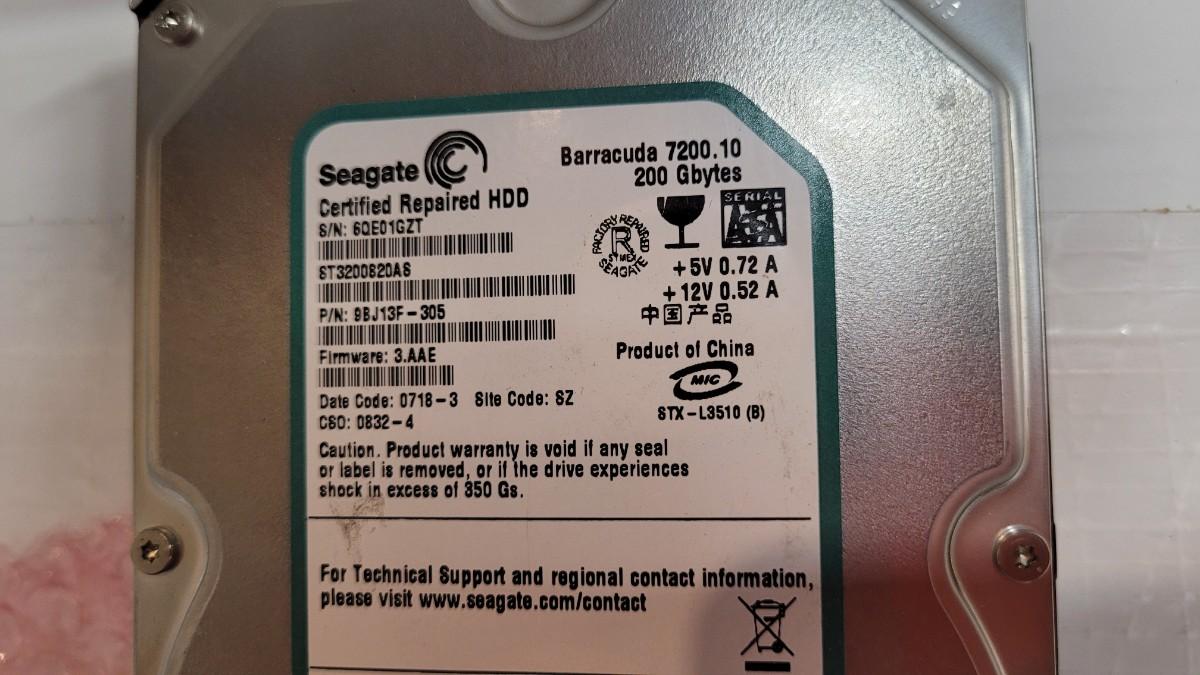 Seagate
Certified Repaired HDD
S/N: 6QE01GZT
ST3200820AS
P/N: 9BJ13F-305
Firmware: 3.AAE
Date Code: 0718-3 Site Code: SZ
CSO: 0832-4
Barracuda 7200.10
200 Gbytes
FACTORY REPAIRED
R
SEAGATE
SERIAL
ATA
+5V 0.72 A
+12V 0.52 A
中国产品
Product of China
MIC
STX-L3510 (B)
Caution. Product warranty is void if any seal
or label is removed, or if the drive experiences
shock in excess of 350 Gs.
For Technical Support and regional contact information,
please visit www.seagate.com/contact